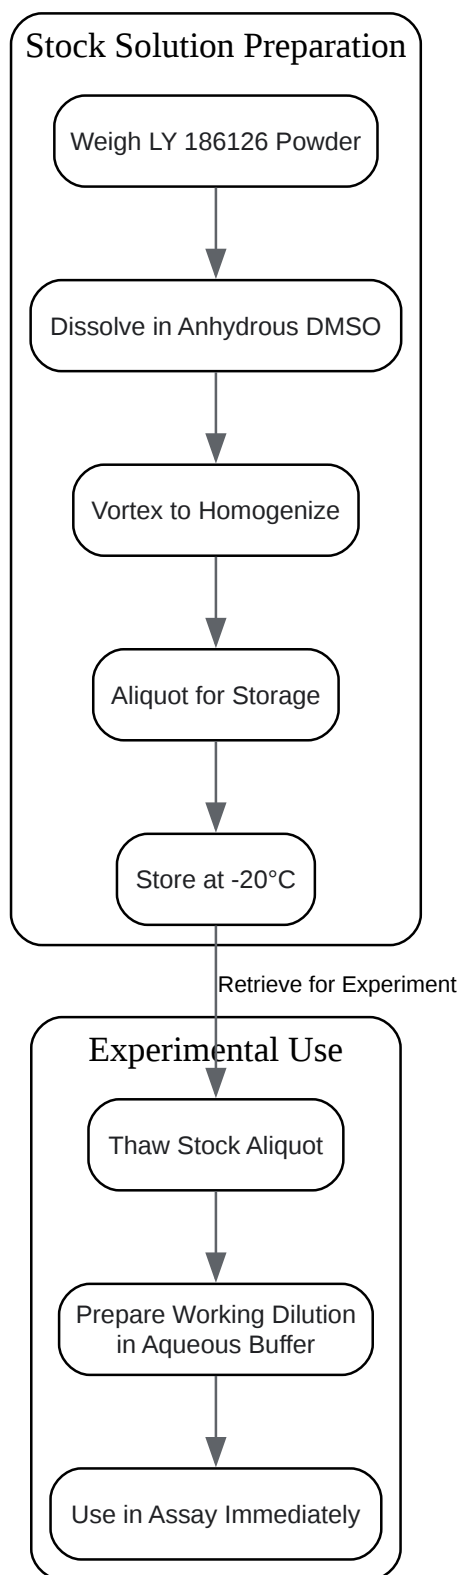 Stock Solution Preparation
Weigh LY 186126 Powder
Dissolve in Anhydrous DMSO
Vortex to Homogenize
Aliquot for Storage
Store at -20°C
Retrieve for Experiment
Experimental Use
Thaw Stock Aliquot
Prepare Working Dilution
in Aqueous Buffer
Use in Assay Immediately